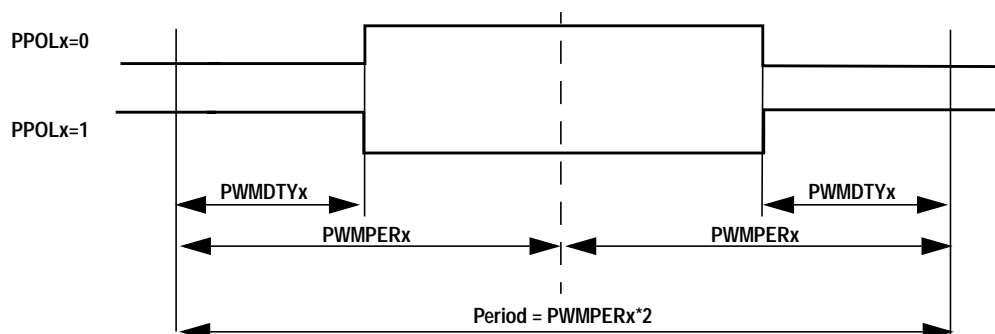 PPOLx=0
PPOLx=1
PWMDTYx
PWMDTYx
PWMPERx
PWMPERx
Period = PWMPERx*2